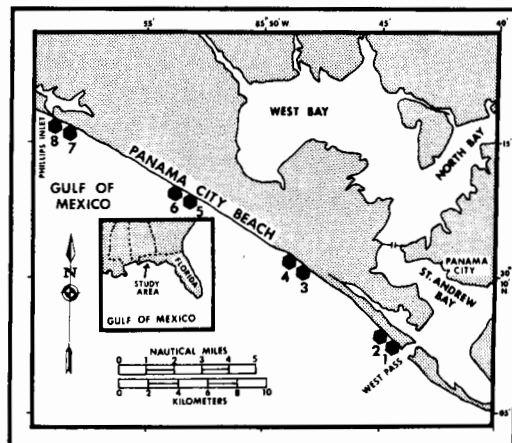 55'
85° 50' W
45'
40'
WEST BAY
NORTH BAY
15'
PHILLIPS INLET
8
7
PANAMA CITY BEACH
GULF OF
MEXICO
6
5
PANAMA
CITY
4
3
ST. ANDREW
BAY
30°
10'
N
N
STUDY
AREA
FLORIDA
GULF OF MEXICO
2
1
WEST PASS
NAUTICAL MILES
0 1 2 3 4 5
0 2 4 6 8 10
KILOMETERS
05'